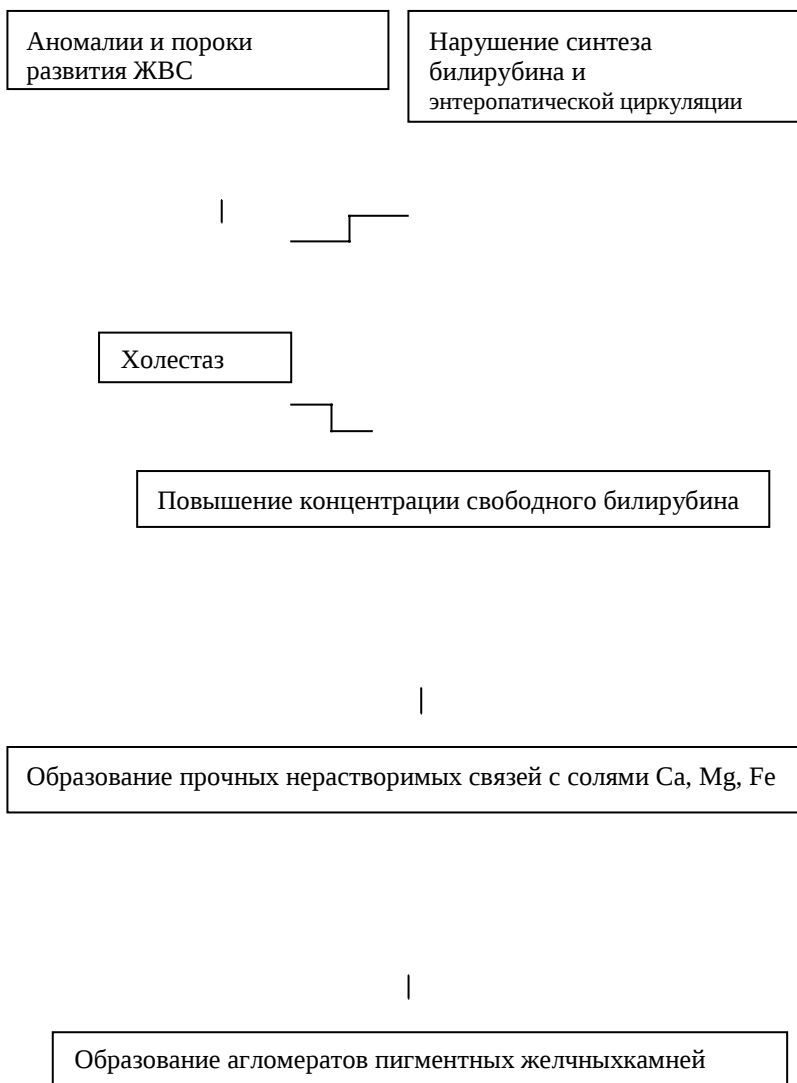 Аномалии и пороки
развития ЖВС
Нарушение синтеза
билирубина и
энтеропатической циркуляции
Холестаз
Повышение концентрации свободного билирубина
Образование прочных нерастворимых связей с солями Ca, Mg, Fe
Образование агломератов пигментных желчныхкамней